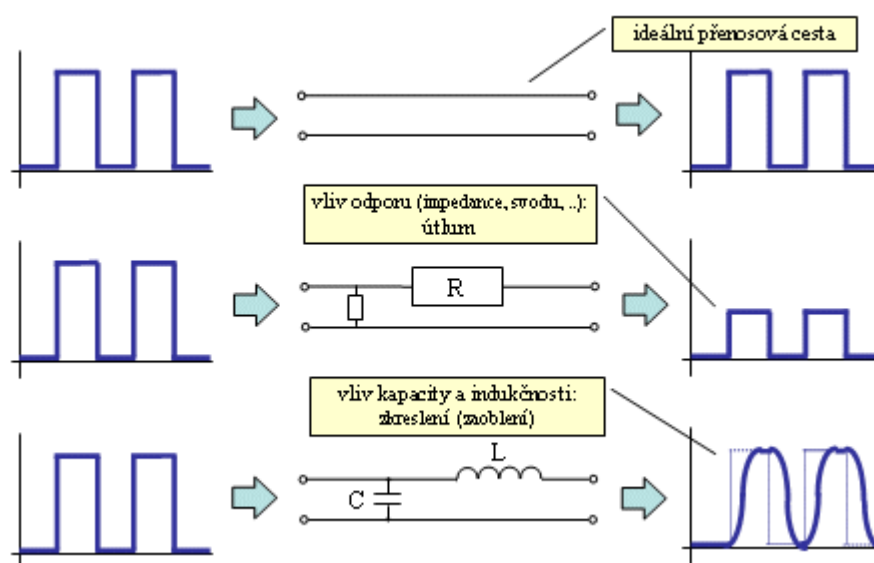 ideální přenosová cesta
vliv odporu (impedance, svodu, ..):
útlum
R
vliv kapacity a indukčnosti:
zkreslení (zaoblení)
L
C